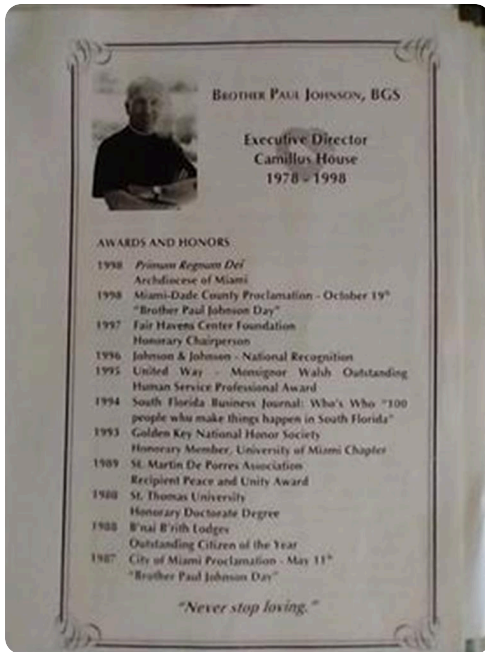 BROTHER PAUL JOHNSON, BGS
Executive Director
Camillus House
1978 - 1998
AWARDS AND HONORS
1998 Primum Regnum Dei
Archdiocese of Miami
1998 Miami-Dade County Proclamation - October 19th
"Brother Paul Johnson Day"
1997 Fair Havens Center Foundation
Honorary Chairperson
1996 Johnson & Johnson - National Recognition
1995 United Way - Monsignor Walsh Outstanding
Human Service Professional Award
1994 South Florida Business Journal: Who's Who "100
people who make things happen in South Florida"
1993 Golden Key National Honor Society
Honorary Member, University of Miami Chapter
1989 St. Martin De Porres Association
Recipient Peace and Unity Award
1988 St. Thomas University
Honorary Doctorate Degree
1988 B'nai B'rith Lodges
Outstanding Citizen of the Year
1987 City of Miami Proclamation - May 11th
"Brother Paul Johnson Day"
"Never stop loving."